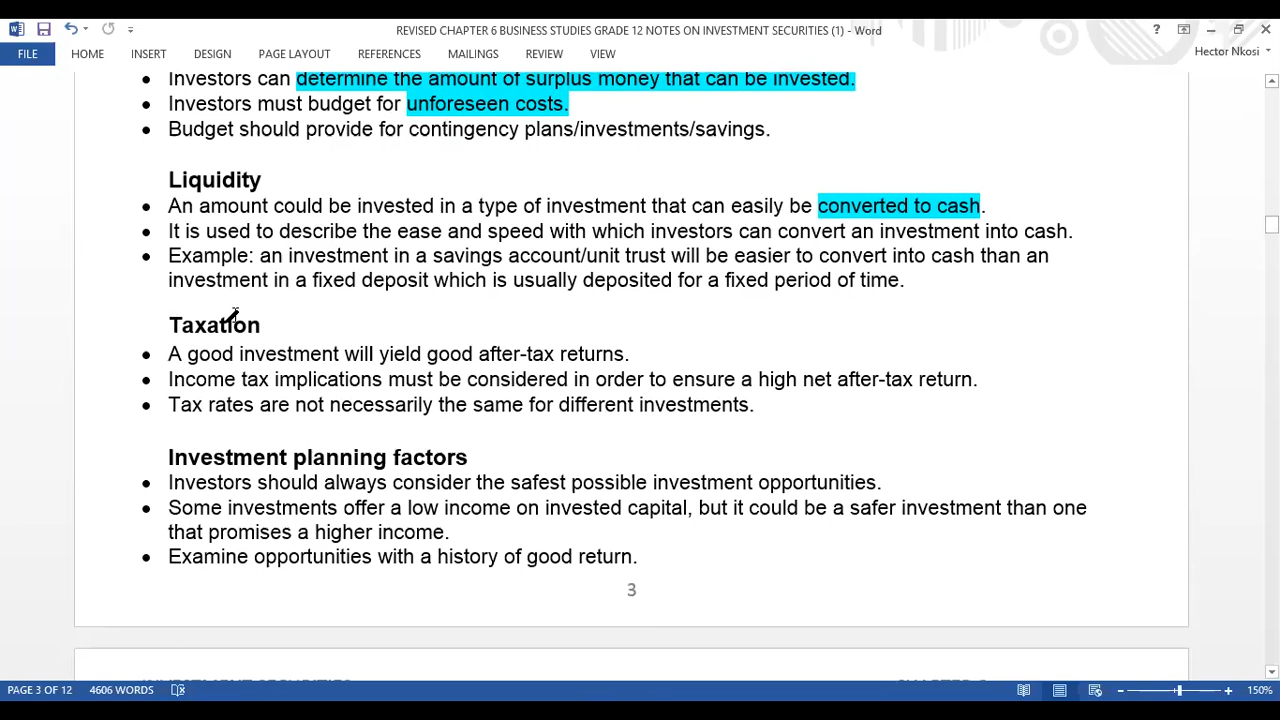 REVISED CHAPTER 6 BUSINESS STUDIES GRADE 12 NOTES ON INVESTMENT SECURITIES (1) - Word
FILE HOME INSERT DESIGN PAGE LAYOUT REFERENCES MAILINGS REVIEW VIEW Hector Nkosi
Investors can determine the amount of surplus money that can be invested.
Investors must budget for unforeseen costs.
Budget should provide for contingency plans/investments/savings.
Liquidity
An amount could be invested in a type of investment that can easily be converted to cash.
It is used to describe the ease and speed with which investors can convert an investment into cash.
Example: an investment in a savings account/unit trust will be easier to convert into cash than an
investment in a fixed deposit which is usually deposited for a fixed period of time.
Taxation
A good investment will yield good after-tax returns.
Income tax implications must be considered in order to ensure a high net after-tax return.
Tax rates are not necessarily the same for different investments.
Investment planning factors
Investors should always consider the safest possible investment opportunities.
Some investments offer a low income on invested capital, but it could be a safer investment than one
that promises a higher income.
Examine opportunities with a history of good return.
3
PAGE 3 OF 12 4606 WORDS 150%